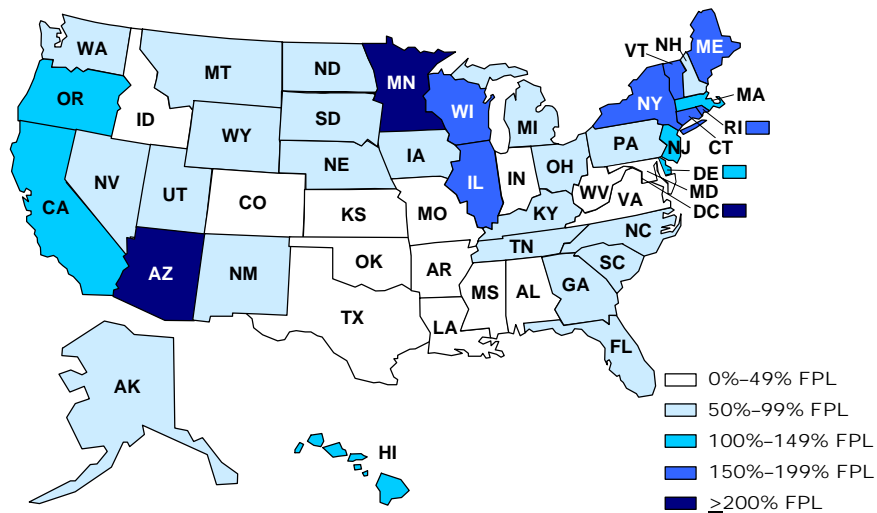 WA
MT
ND
MN
VT
NH
ME
OR
ID
SD
WI
NY
MA
WY
MI
RI
CT
NE
IA
PA
NJ
NV
UT
CO
IL
IN
OH
DE
WV
MD
CA
KS
MO
KY
VA
DC
AZ
NM
OK
AR
TN
NC
SC
TX
LA
MS
AL
GA
FL
AK
HI
0%–49% FPL
50%–99% FPL
100%–149% FPL
150%–199% FPL
≥200% FPL